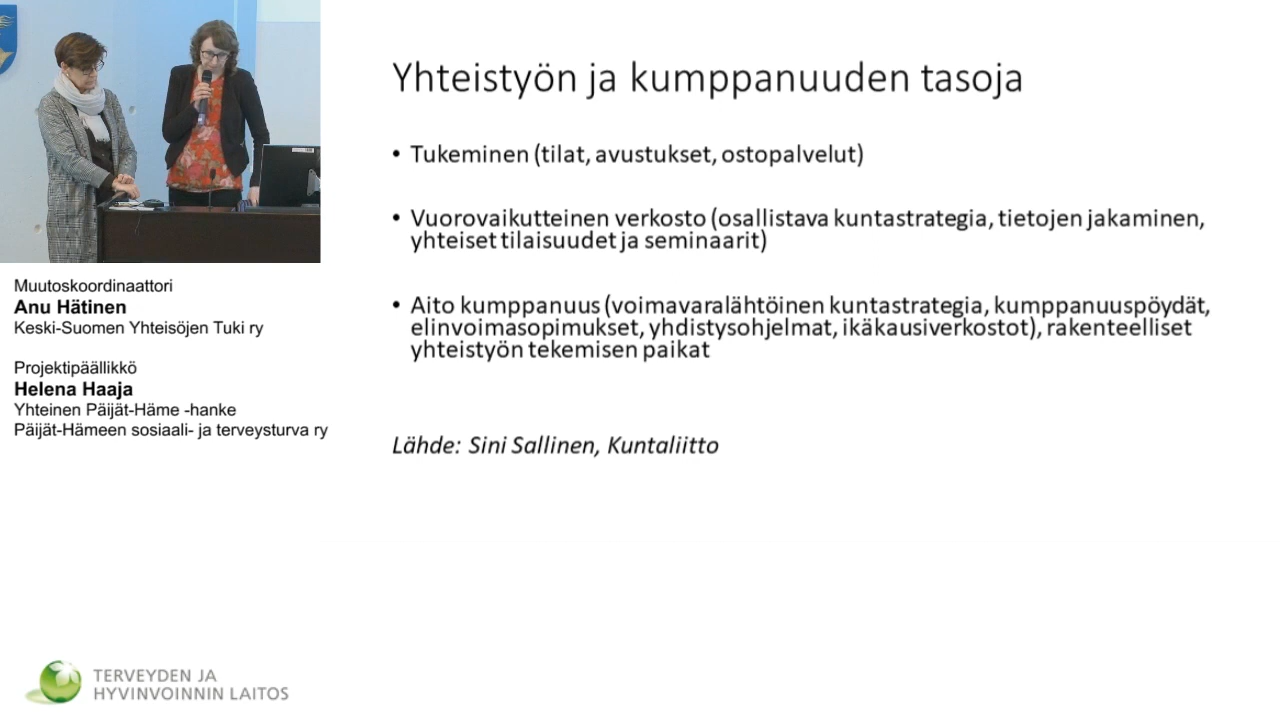 Yhteistyön ja kumppanuuden tasoja
• Tukeminen (tilat, avustukset, ostopalvelut)
• Vuorovaikutteinen verkosto (osallistava kuntastrategia, tietojen jakaminen,
yhteiset tilaisuudet ja seminaarit)
• Aito kumppanuus (voimavaralähtöinen kuntastrategia, kumppanuuspöydät,
elinvoimasopimukset, yhdistysohjelmat, ikäkausiverkostot), rakenteelliset
yhteistyön tekemisen paikat
Lähde: Sini Sallinen, Kuntaliitto
Muutoskoordinaattori
Anu Hätinen
Keski-Suomen Yhteisöjen Tuki ry
Projektipäällikkö
Helena Haaja
Yhteinen Päijät-Häme -hanke
Päijät-Hämeen sosiaali- ja terveysturva ry
TERVEYDEN JA
HYVINVOINNIN LAITOS